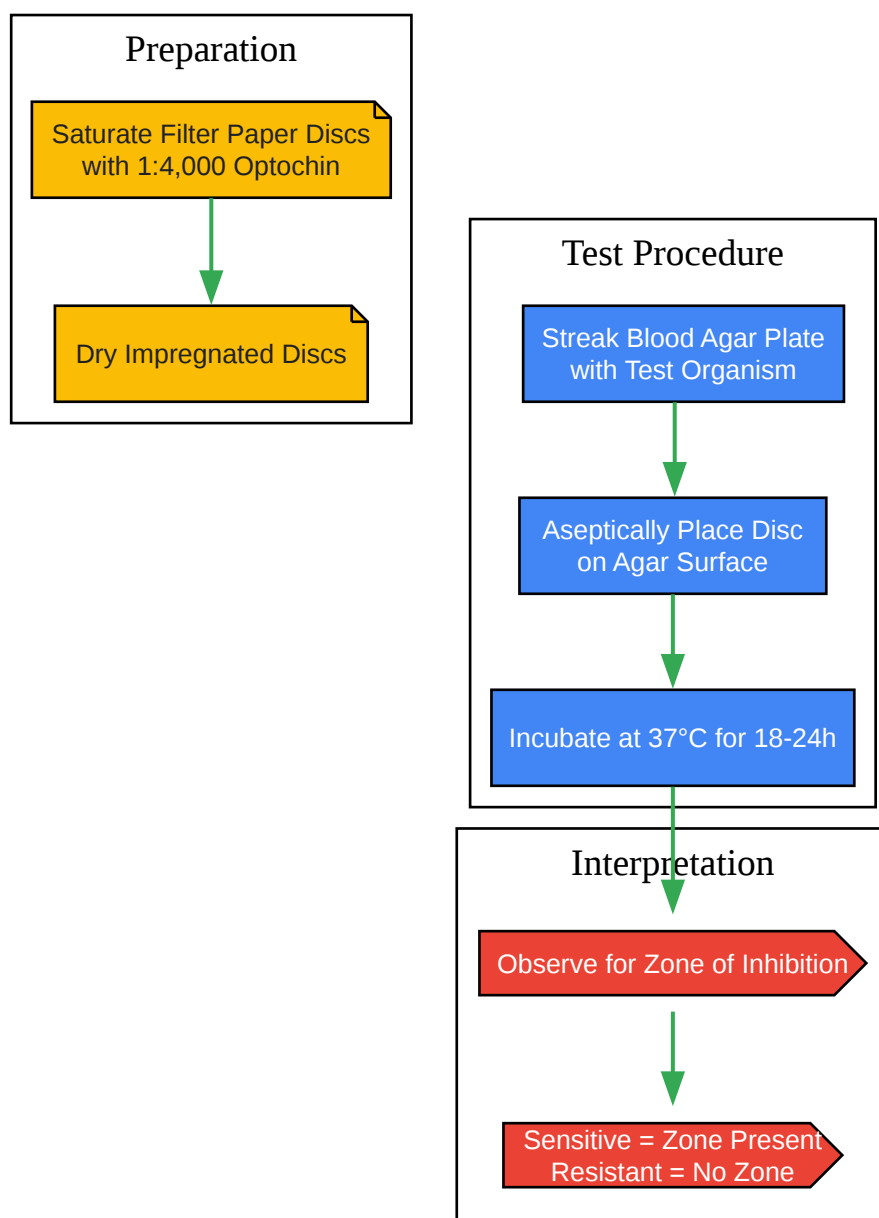 Preparation
Saturate Filter Paper Discs
with 1:4,000 Optochin
Dry Impregnated Discs
Test Procedure
Streak Blood Agar Plate
with Test Organism
Aseptically Place Disc
on Agar Surface
Incubate at 37°C for 18-24h
Interpretation
Observe for Zone of Inhibition
Sensitive = Zone Present
Resistant = No Zone